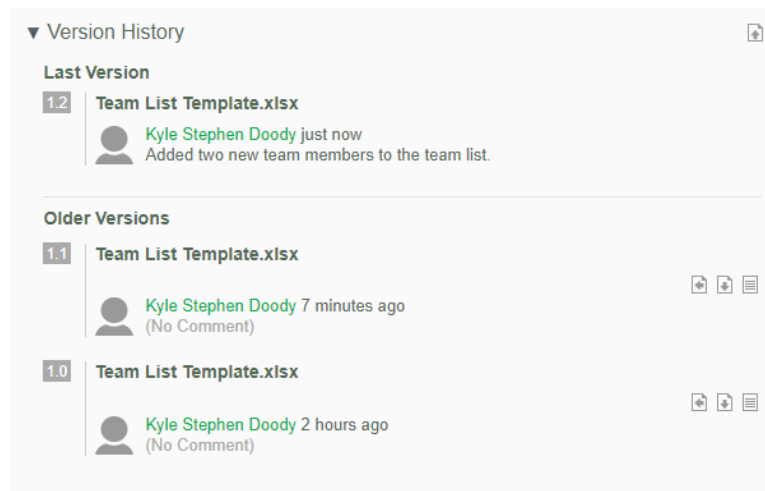 Version History
Last Version
1.2 Team List Template.xlsx
Kyle Stephen Doody just now
Added two new team members to the team list.
Older Versions
1.1 Team List Template.xlsx
Kyle Stephen Doody 7 minutes ago
(No Comment)
1.0 Team List Template.xlsx
Kyle Stephen Doody 2 hours ago
(No Comment)